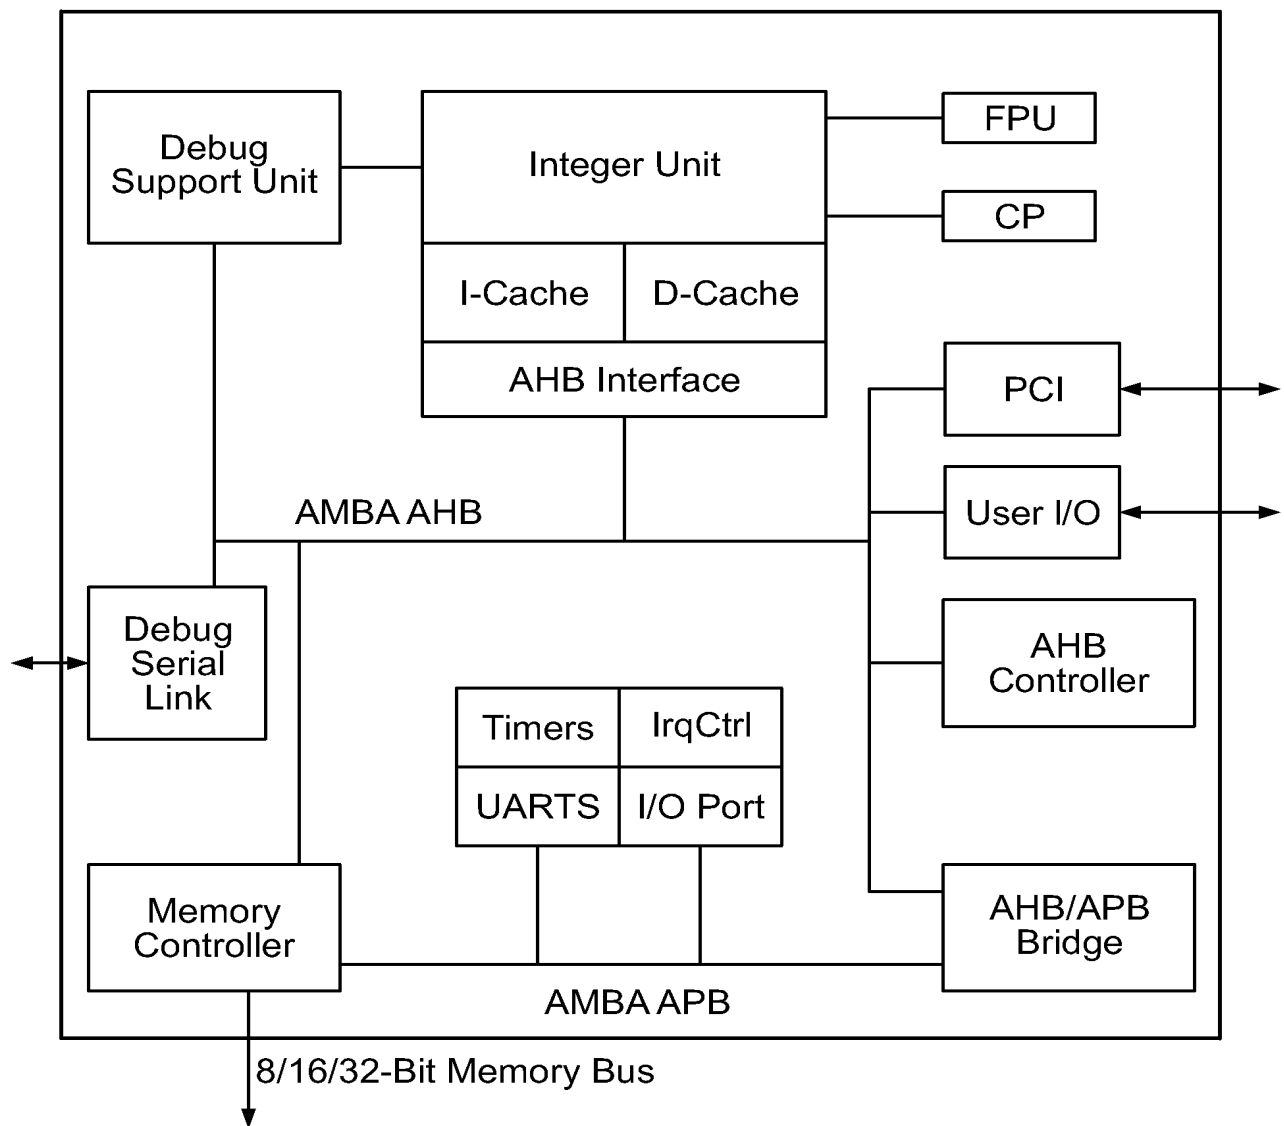 Debug
Support Unit
Integer Unit
FPU
CP
I-Cache
D-Cache
AHB Interface
PCI
AMBA AHB
User I/O
Debug
Serial
Link
AHB
Controller
Timers
IrqCtrl
UARTS
I/O Port
Memory
Controller
AHB/APB
Bridge
AMBA APB
8/16/32-Bit Memory Bus